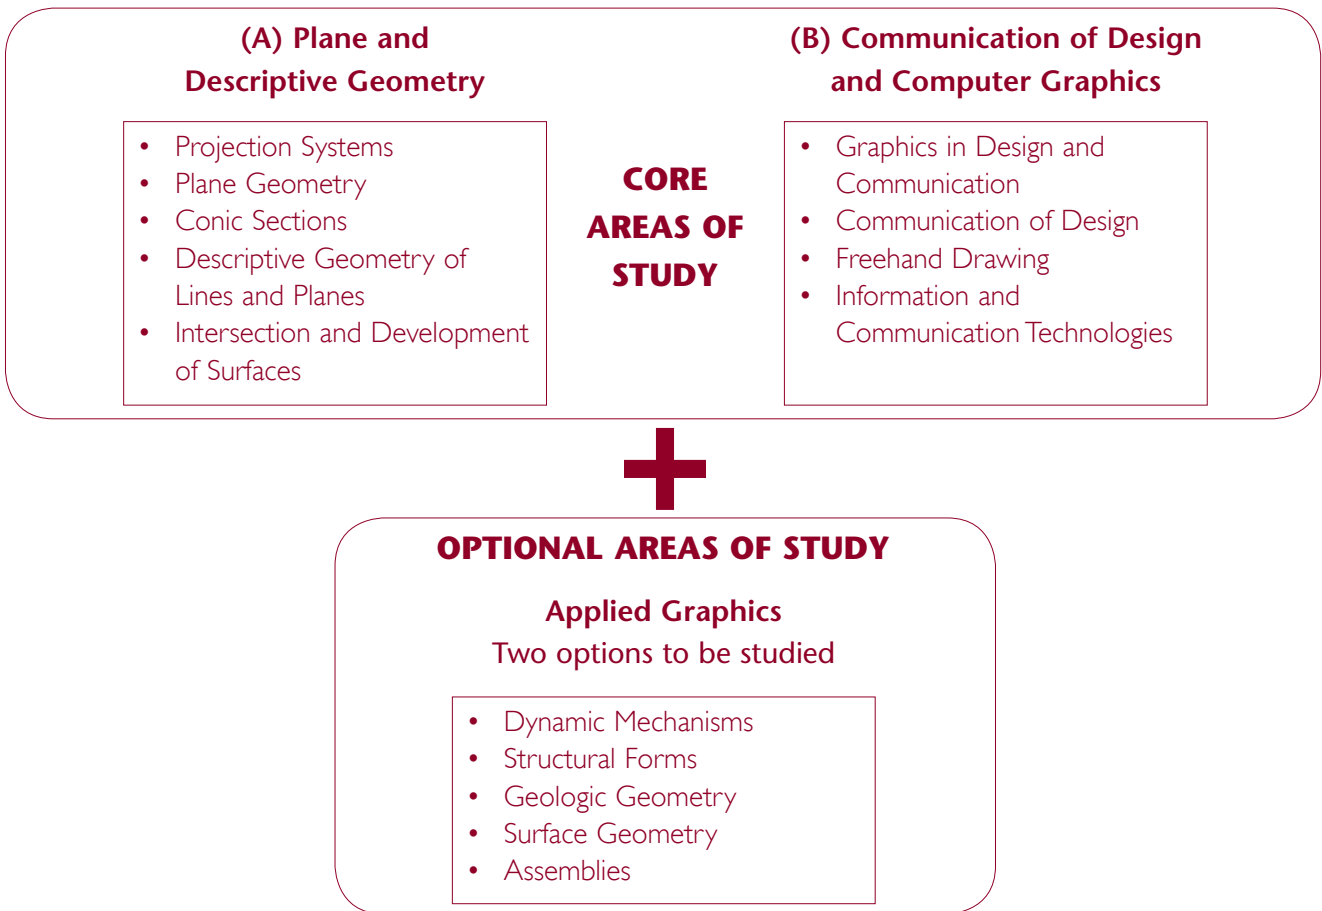 (A) Plane and
Descriptive Geometry
• Projection Systems
• Plane Geometry
• Conic Sections
• Descriptive Geometry of
Lines and Planes
• Intersection and Development
of Surfaces
CORE
AREAS OF
STUDY
(B) Communication of Design
and Computer Graphics
• Graphics in Design and
Communication
• Communication of Design
• Freehand Drawing
• Information and
Communication Technologies
OPTIONAL AREAS OF STUDY
Applied Graphics
Two options to be studied
• Dynamic Mechanisms
• Structural Forms
• Geologic Geometry
• Surface Geometry
• Assemblies